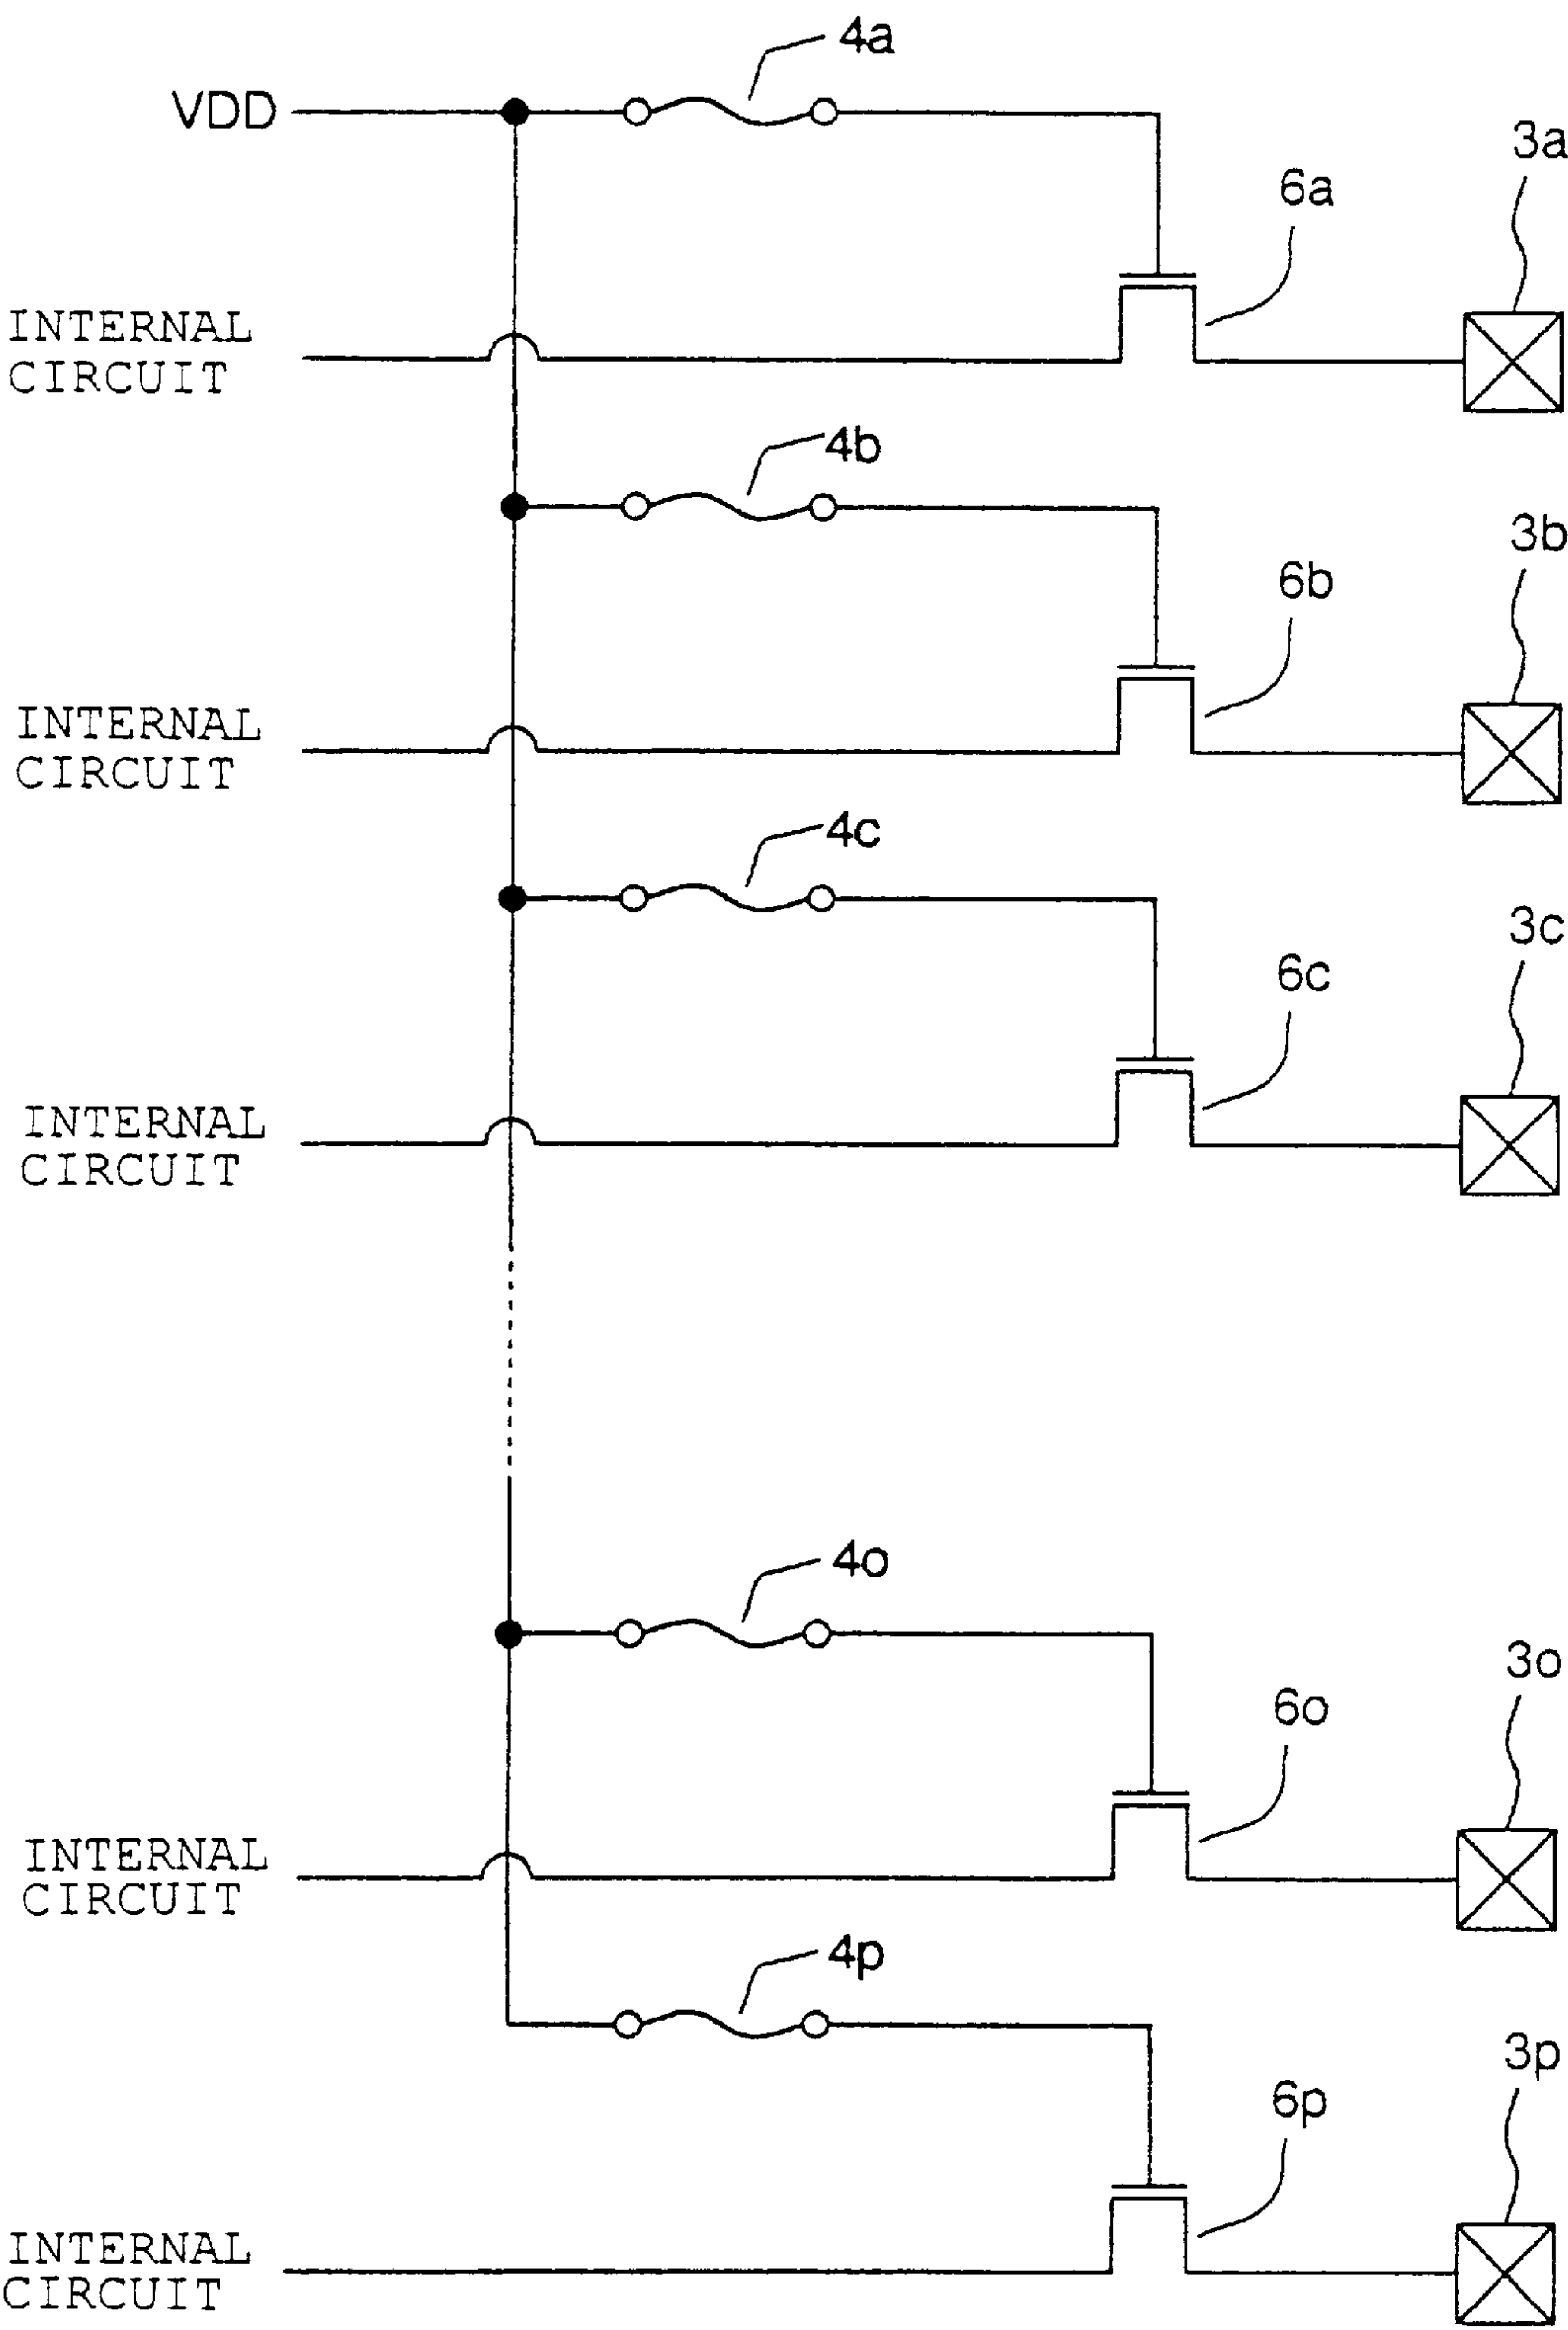 4a
VDD
3a
6a
INTERNAL
CIRCUIT
4b
3b
6b
INTERNAL
CIRCUIT
4c
3c
6c
INTERNAL
CIRCUIT
4o
3o
6o
INTERNAL
CIRCUIT
4p
3p
6p
INTERNAL
CIRCUIT